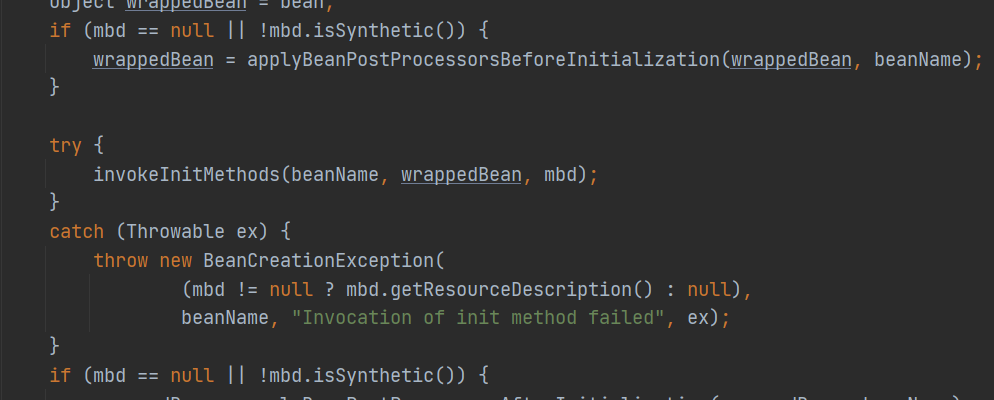 Object wrappedBean = bean;
if (mbd == null || !mbd.isSynthetic()) {
wrappedBean = applyBeanPostProcessorsBeforeInitialization(wrappedBean, beanName);
}
try {
invokeInitMethods(beanName, wrappedBean, mbd);
}
catch (Throwable ex) {
throw new BeanCreationException(
(mbd != null ? mbd.getResourceDescription() : null),
beanName, "Invocation of init method failed", ex);
}
if (mbd == null || !mbd.isSynthetic()) {